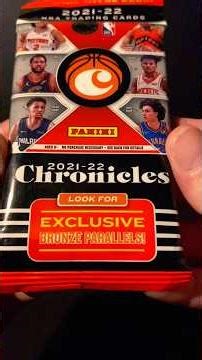 2021-22
NBA TRADING CARDS
PANINI
2021-22
Chronicles
LOOK FOR
EXCLUSIVE
BRONZE PARALLELS!